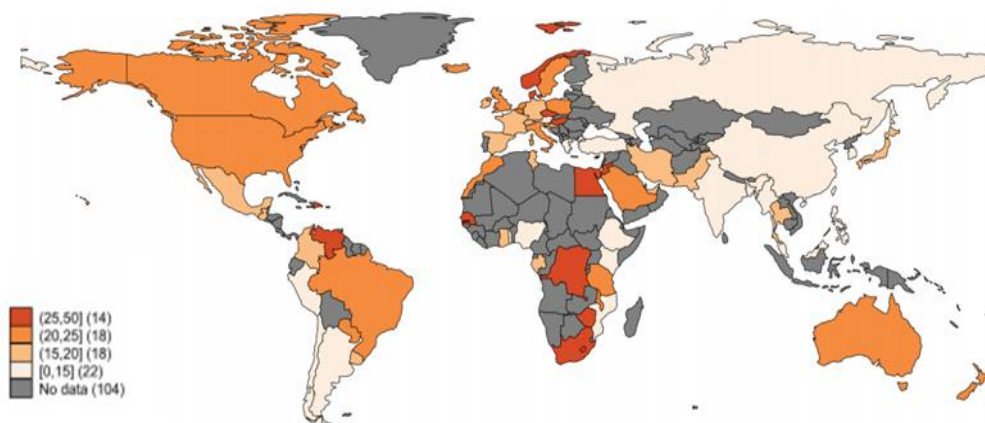 (25,50] (14)
(20,25] (18)
(15,20] (18)
[0,15] (22)
No data (104)